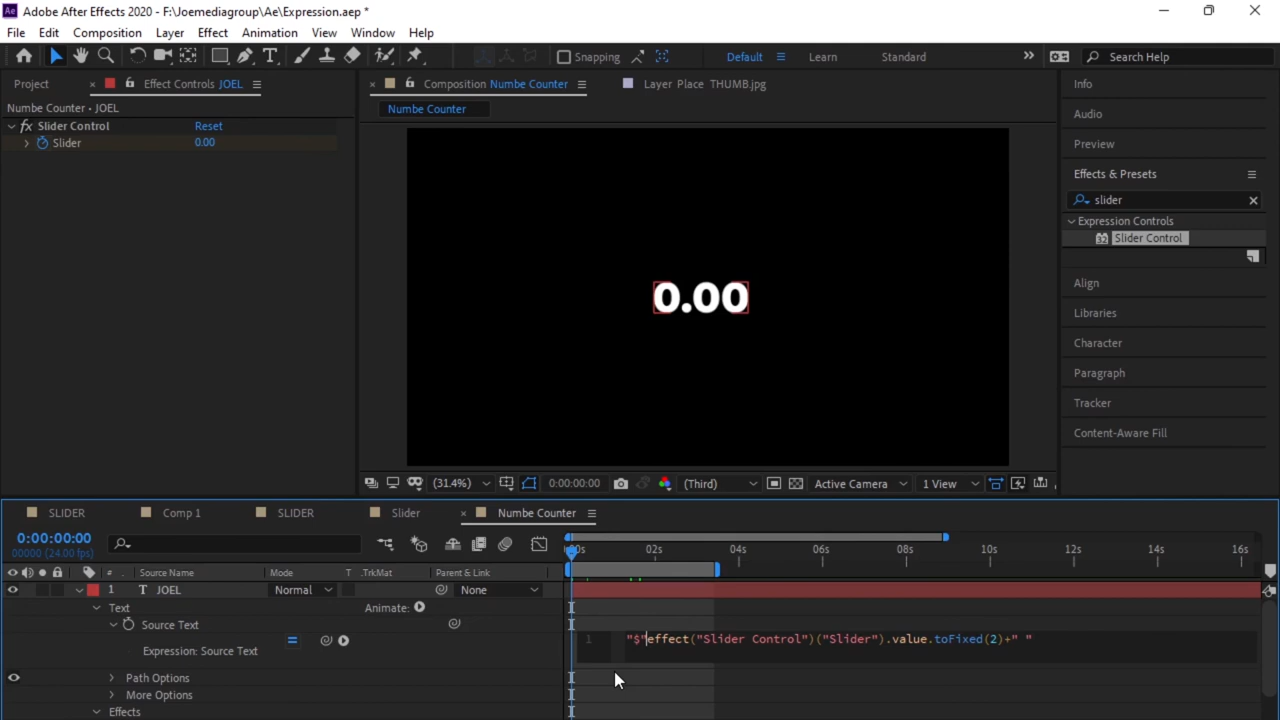 Ae Adobe After Effects 2020 - F:\Joemediagroup\Ae\Expression.aep *
File Edit Composition Layer Effect Animation View Window Help
Snapping Default Learn Standard Search Help
Project Effect Controls JOEL
Numbe Counter • JOEL
fx Slider Control Reset
Slider 0.00
Composition Numbe Counter Layer Place THUMB.jpg
Numbe Counter
0.00
(31.4%) 0:00:00:00 (Third) Active Camera 1 View
Info
Audio
Preview
Effects & Presets
slider
Expression Controls
Slider Control
Align
Libraries
Character
Paragraph
Tracker
Content-Aware Fill
SLIDER Comp 1 SLIDER Slider Numbe Counter
0:00:00:00
00000 (24.00 fps)
# . Source Name Mode T .TrkMat Parent & Link
02s 04s 06s 08s 10s 12s 14s 16s
1 T JOEL Normal None
Text Animate:
Source Text
Expression: Source Text
1 "$"effect("Slider Control")("Slider").value.toFixed(2)+" "
Path Options
More Options
Effects